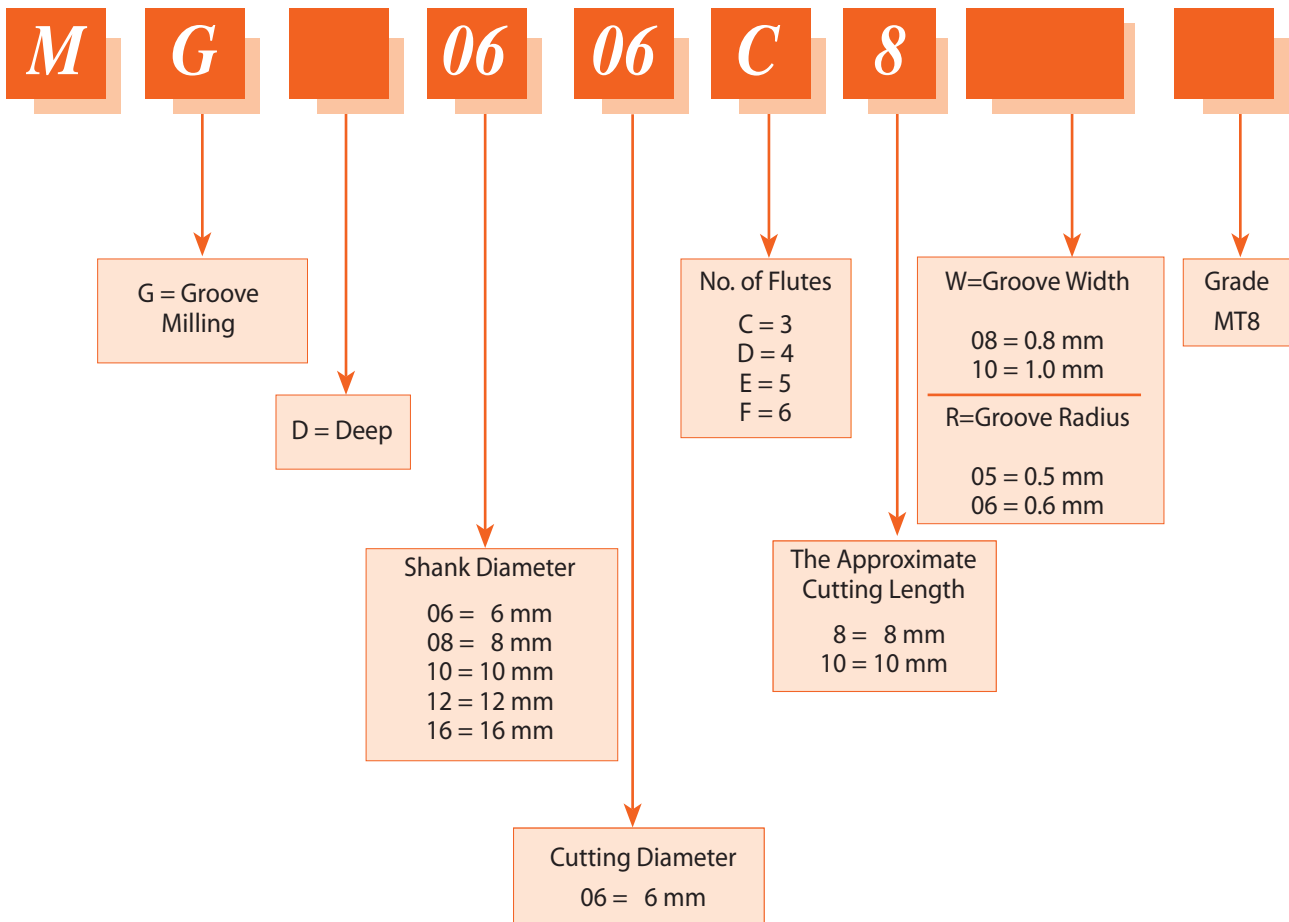 M G 06 06 C 8
G = Groove
Milling
D = Deep
Shank Diameter
06 = 6 mm
08 = 8 mm
10 = 10 mm
12 = 12 mm
16 = 16 mm
Cutting Diameter
06 = 6 mm
No. of Flutes
C = 3
D = 4
E = 5
F = 6
The Approximate
Cutting Length
8 = 8 mm
10 = 10 mm
W=Groove Width
08 = 0.8 mm
10 = 1.0 mm
R=Groove Radius
05 = 0.5 mm
06 = 0.6 mm
Grade
MT8